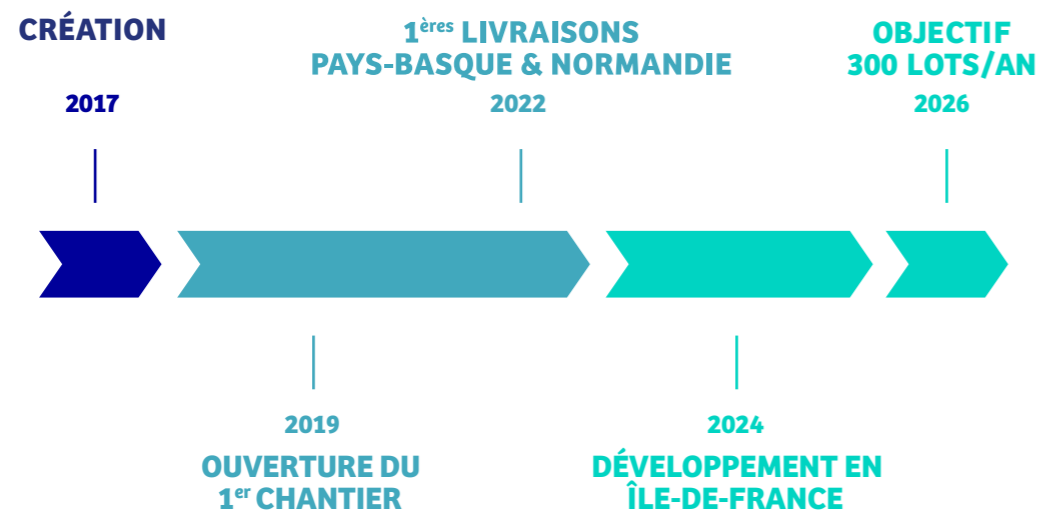 CRÉATION
2017
1ères LIVRAISONS
PAYS-BASQUE & NORMANDIE
2022
OBJECTIF
300 LOTS/AN
2026
2019
OUVERTURE DU
1er CHANTIER
2024
DÉVELOPPEMENT EN
ÎLE-DE-FRANCE